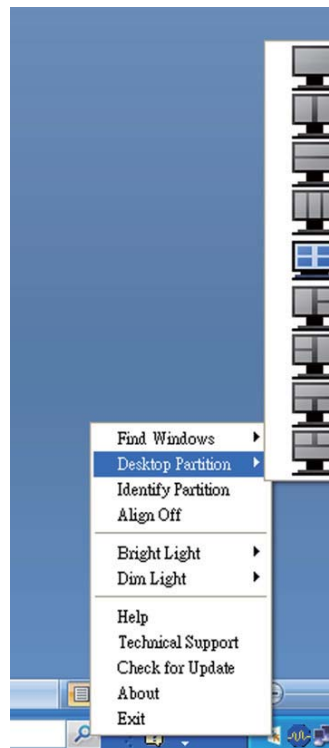 Find Windows
Desktop Partition
Identify Partition
Align Off
Bright Light
Dim Light
Help
Technical Support
Check for Update
About
Exit